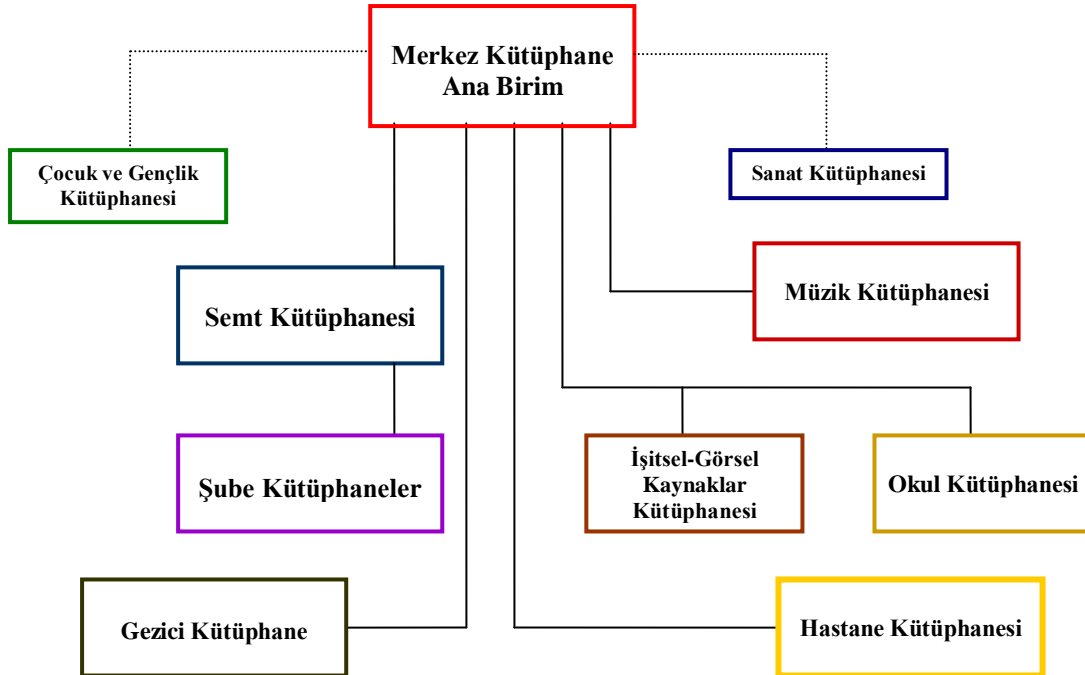 Merkez Kütüphane
Ana Birim
Çocuk ve Gençlik
Kütüphanesi
Sanat Kütüphanesi
Semt Kütüphanesi
Müzik Kütüphanesi
Şube Kütüphaneler
İşitsel-Görsel
Kaynaklar
Kütüphanesi
Okul Kütüphanesi
Gezici Kütüphane
Hastane Kütüphanesi